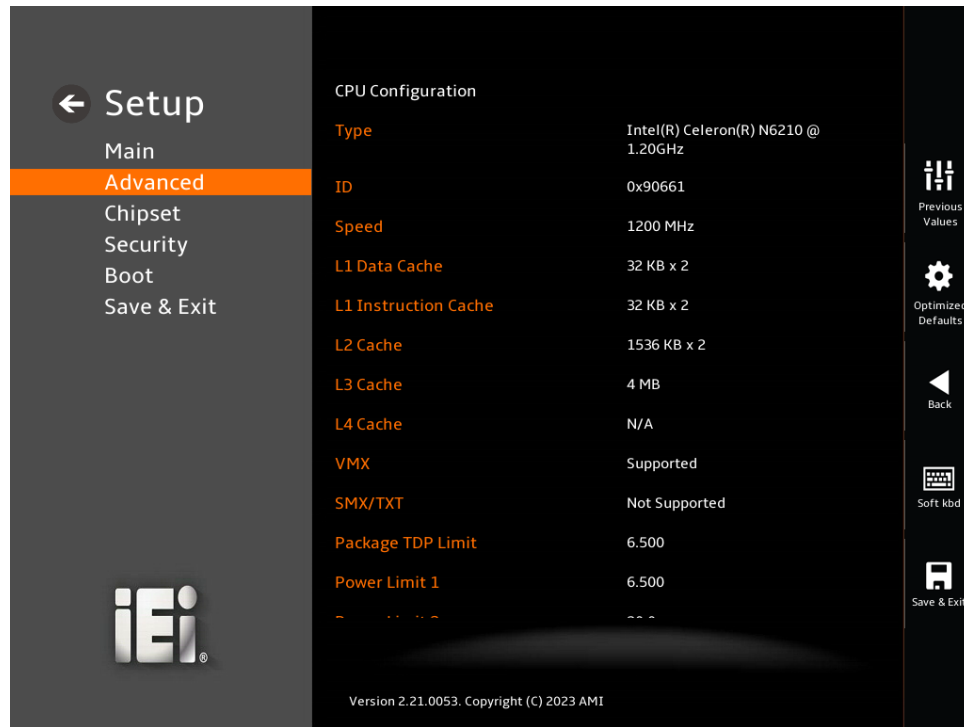 Setup
Main
Advanced
Chipset
Security
Boot
Save & Exit
iEi®
CPU Configuration
Type Intel(R) Celeron(R) N6210 @
1.20GHz
ID 0x90661
Speed 1200 MHz
L1 Data Cache 32 KB x 2
L1 Instruction Cache 32 KB x 2
L2 Cache 1536 KB x 2
L3 Cache 4 MB
L4 Cache N/A
VMX Supported
SMX/TXT Not Supported
Package TDP Limit 6.500
Power Limit 1 6.500
Version 2.21.0053. Copyright (C) 2023 AMI
Previous
Values
Optimized
Defaults
Back
Soft kbd
Save & Exit